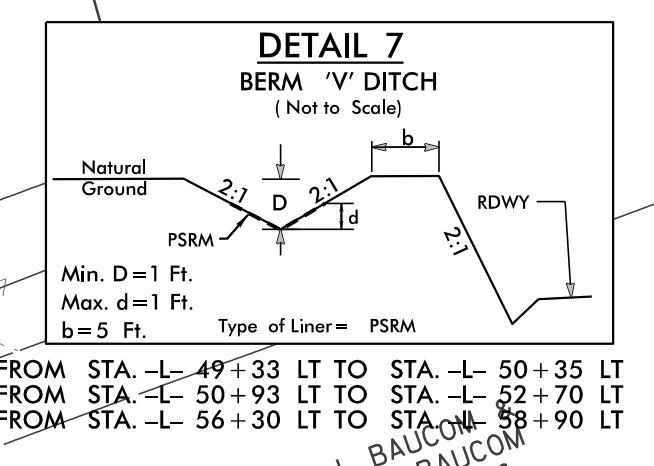 DETAIL 7
BERM 'V' DITCH
( Not to Scale)
b
Natural
Ground
2:1
D
2:1
d
PSRM
RDWY
2:1
Min. D=1 Ft.
Max. d=1 Ft.
b=5 Ft.
Type of Liner= PSRM
FROM STA. -L- 49+33 LT TO STA. -L- 50+35 LT
FROM STA. -L- 50+93 LT TO STA. -L- 52+70 LT
FROM STA. -L- 56+30 LT TO STA. -L- 58+90 LT
BAUCOM &
BAUCOM